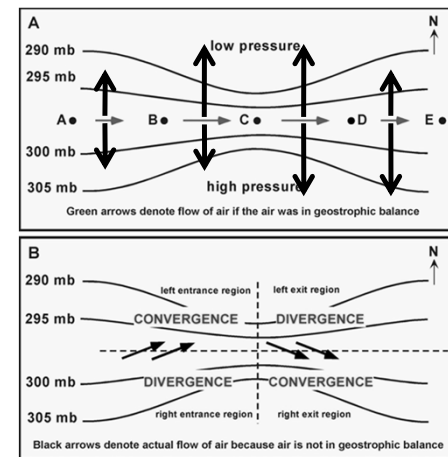 A
N
290 mb
low pressure
295 mb
A B C D E
300 mb
305 mb
high pressure
Green arrows denote flow of air if the air was in geostrophic balance
B
N
290 mb
left entrance region left exit region
295 mb
CONVERGENCE DIVERGENCE
300 mb
DIVERGENCE CONVERGENCE
305 mb
right entrance region right exit region
Black arrows denote actual flow of air because air is not in geostrophic balance